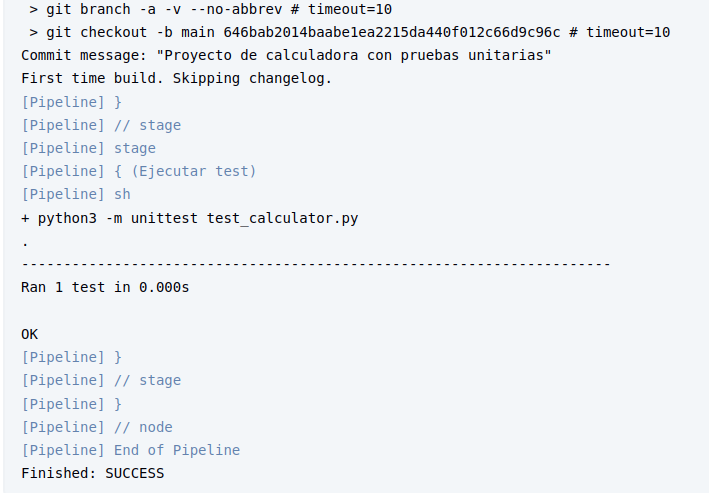 > git branch -a -v --no-abbrev # timeout=10
> git checkout -b main 646bab2014baabe1ea2215da440f012c66d9c96c # timeout=10
Commit message: "Proyecto de calculadora con pruebas unitarias"
First time build. Skipping changelog.
[Pipeline] }
[Pipeline] // stage
[Pipeline] stage
[Pipeline] { (Ejecutar test)
[Pipeline] sh
+ python3 -m unittest test_calculator.py
.
----------------------------------------------------------------------
Ran 1 test in 0.000s
OK
[Pipeline] }
[Pipeline] // stage
[Pipeline] }
[Pipeline] // node
[Pipeline] End of Pipeline
Finished: SUCCESS